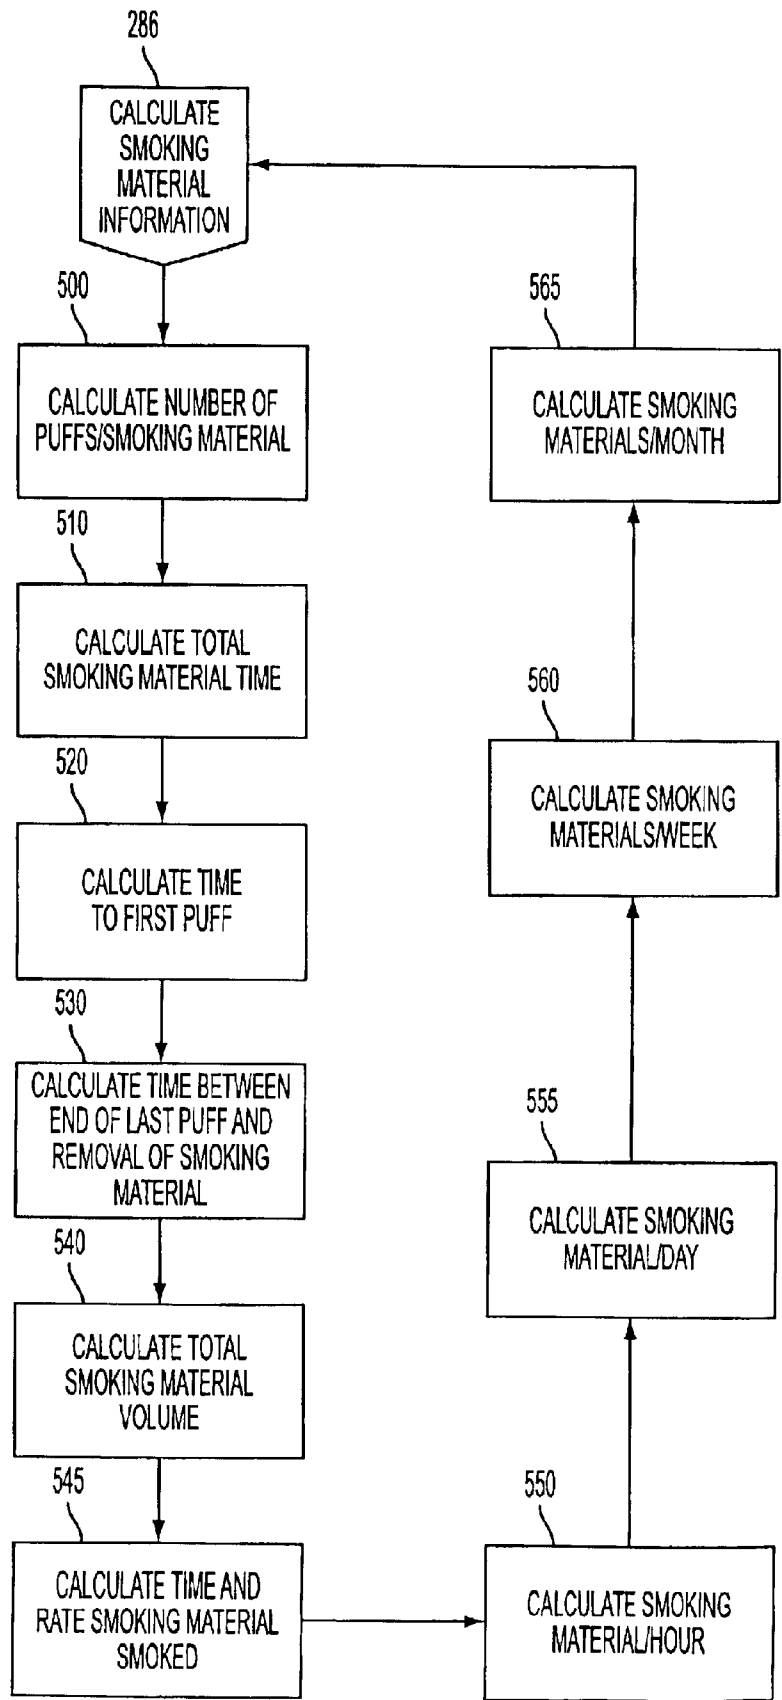 286
CALCULATE
SMOKING
MATERIAL
INFORMATION
500
CALCULATE NUMBER OF
PUFFS/SMOKING MATERIAL
510
CALCULATE TOTAL
SMOKING MATERIAL TIME
520
CALCULATE TIME
TO FIRST PUFF
530
CALCULATE TIME BETWEEN
END OF LAST PUFF AND
REMOVAL OF SMOKING
MATERIAL
540
CALCULATE TOTAL
SMOKING MATERIAL
VOLUME
545
CALCULATE TIME AND
RATE SMOKING MATERIAL
SMOKED
550
CALCULATE SMOKING
MATERIAL/HOUR
555
CALCULATE SMOKING
MATERIAL/DAY
560
CALCULATE SMOKING
MATERIALS/WEEK
565
CALCULATE SMOKING
MATERIALS/MONTH